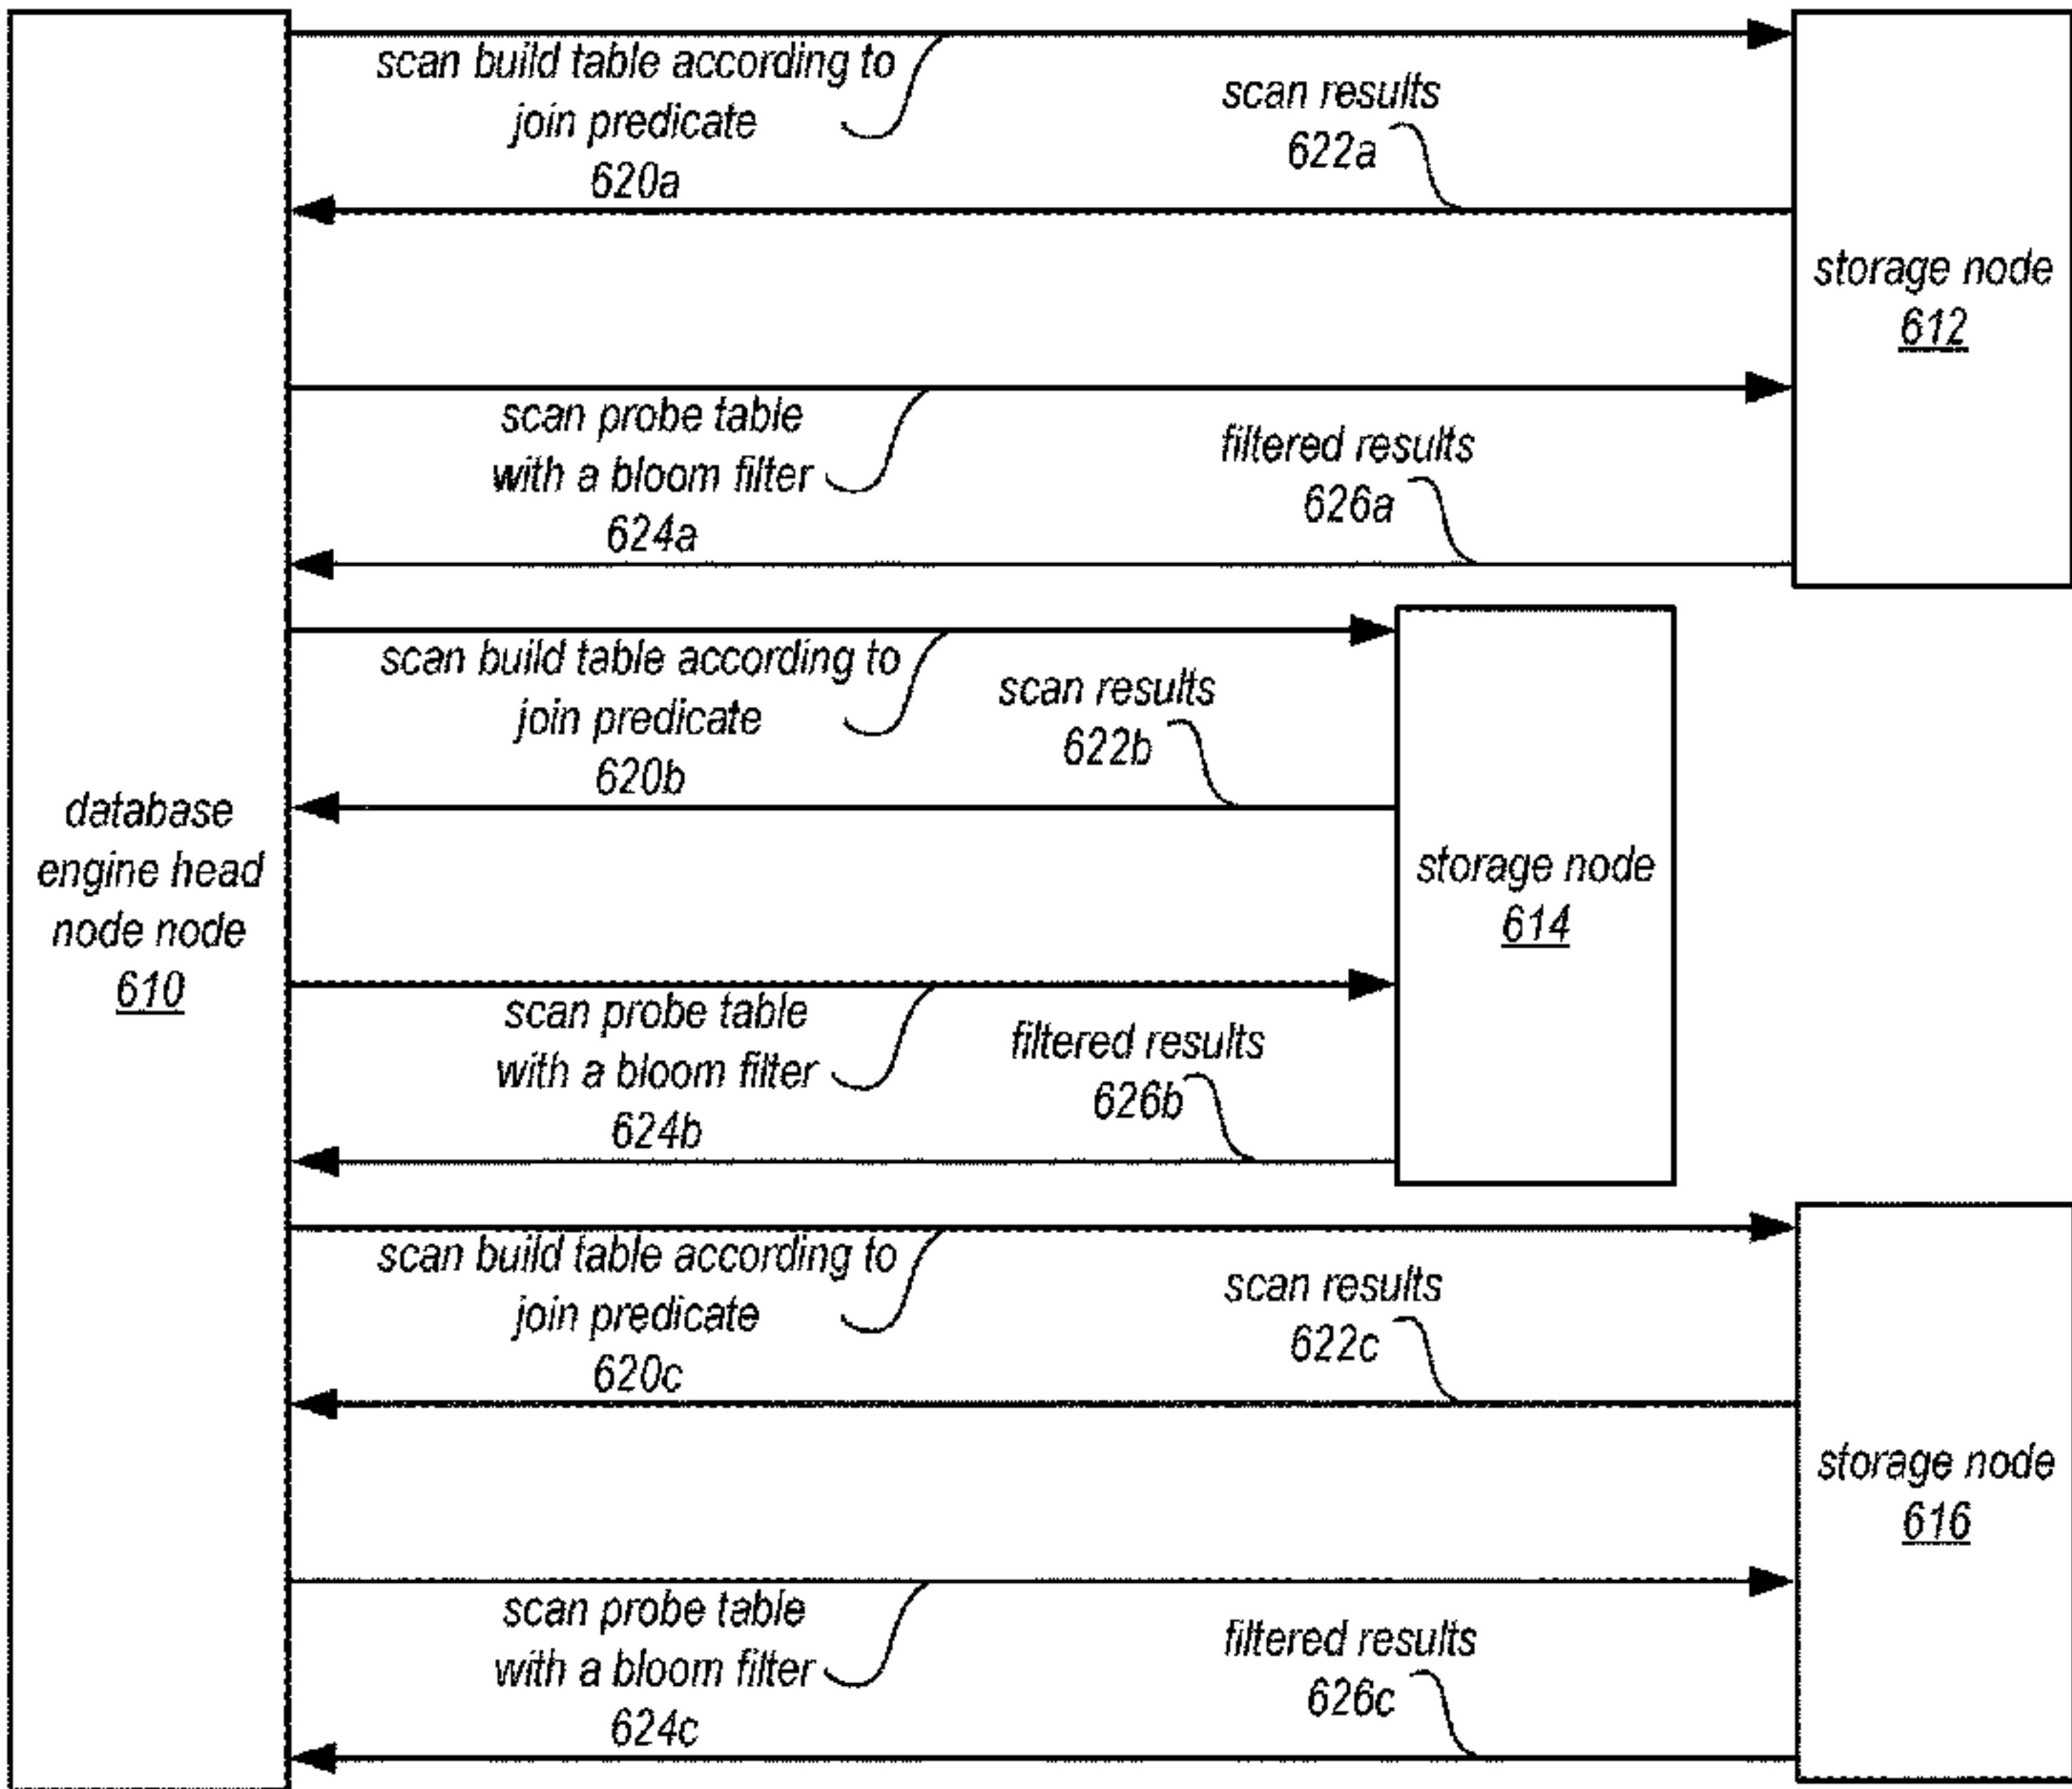 scan build table according to
join predicate
620a
scan results
622a
storage node
612
scan probe table
with a bloom filter
624a
filtered results
626a
scan build table according to
join predicate
620b
scan results
622b
database
engine head
node node
610
storage node
614
scan probe table
with a bloom filter
624b
filtered results
626b
scan build table according to
join predicate
620c
scan results
622c
storage node
616
scan probe table
with a bloom filter
624c
filtered results
626c